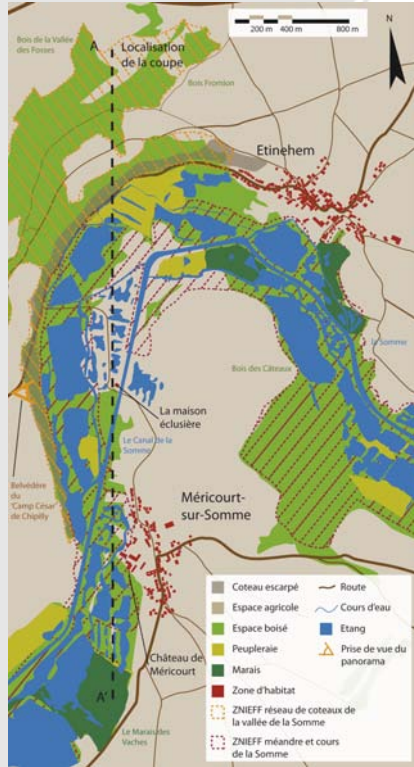 200 m
400 m
800 m
N
Bois de la Vallée
des Fosses
A
Localisation
de la coupe
Bois Fromion
Etinehem
la Somme
Bois des Câteaux
La maison
éclusière
Le Canal de la
Somme
Belvédère
du
'Camp César'
de Chipilly
Méricourt-
sur-Somme
Château de
Méricourt
A'
Le Marais des
Vaches
Coteau escarpé
Espace agricole
Espace boisé
Peupleraie
Marais
Zone d'habitat
ZNIEFF réseau de coteaux de
la vallée de la Somme
ZNIEFF méandre et cours
de la Somme
Route
Cours d'eau
Etang
Prise de vue du
panorama